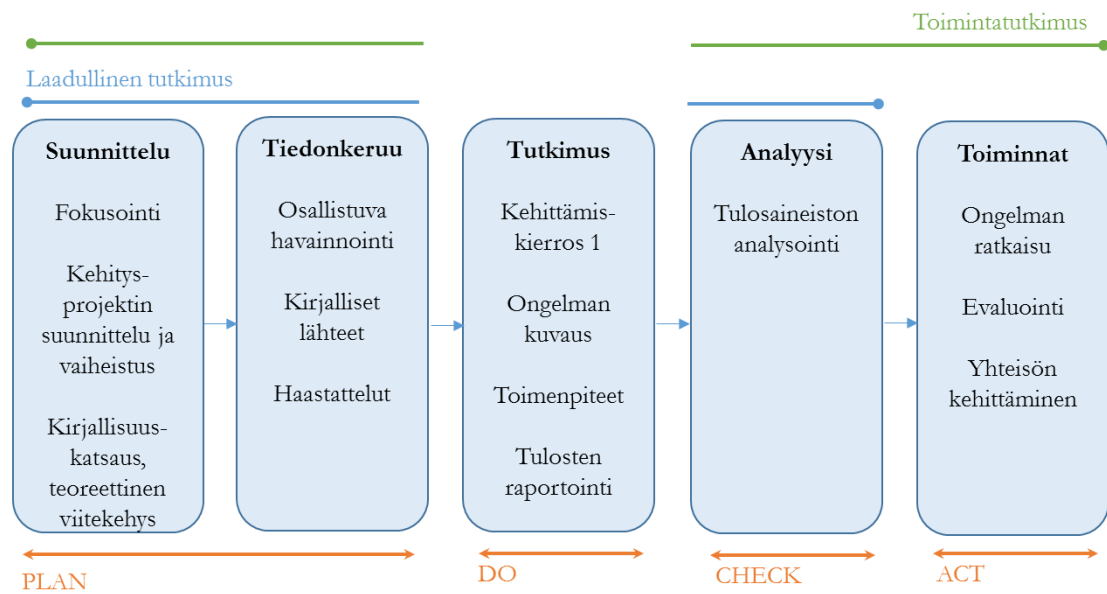 Toimintatutkimus
Laadullinen tutkimus
Suunnittelu
Fokusointi
Kehitys-
projektin
suunnittelu ja
vaiheistus
Kirjallisuus-
katsaus,
teoreettinen
viitekehys
Tiedonkeruu
Osallistuva
havainnointi
Kirjalliset
lähteet
Haastattelut
Tutkimus
Kehittämis-
kierros 1
Ongelman
kuvaus
Toimenpiteet
Tulosten
raportointi
Analyysi
Tulosaineiston
analysointi
Toiminnat
Ongelman
ratkaisu
Evaluointi
Yhteisön
kehittäminen
PLAN
DO
CHECK
ACT